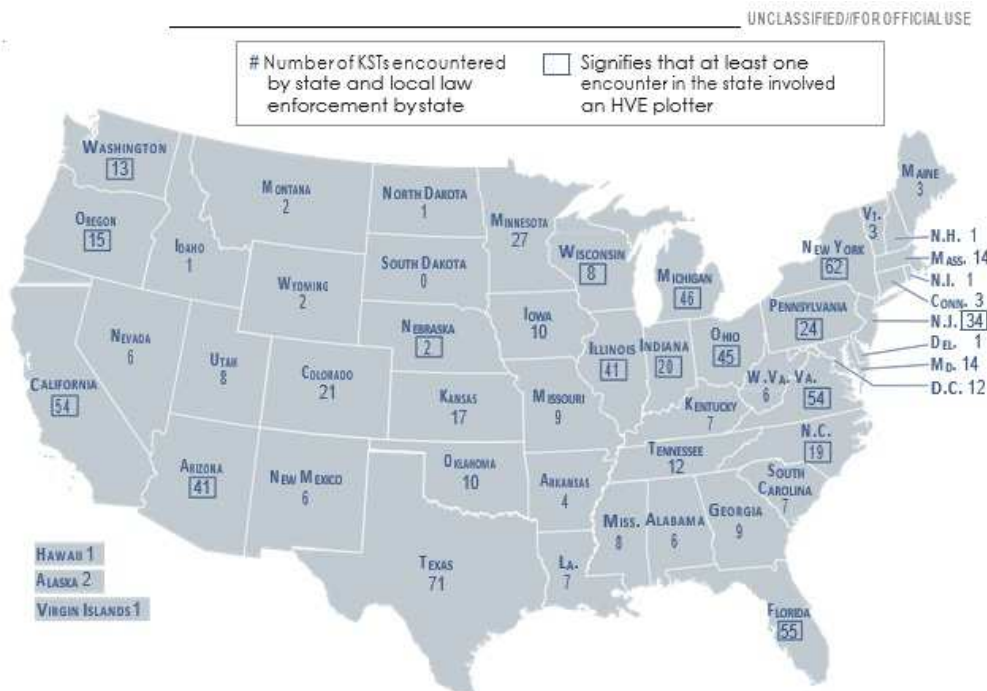 UNCLASSIFIED//FOR OFFICIAL USE
# Number of KSTs encountered
by state and local law
enforcement by state
Signifies that at least one
encounter in the state involved
an HVE plotter
WASHINGTON
13
OREGON
15
IDAHO
1
MONTANA
2
NORTH DAKOTA
1
MINNESOTA
27
SOUTH DAKOTA
0
WYOMING
2
WISCONSIN
8
MICHIGAN
46
NEW YORK
62
VT.
3
MAINE
3
N.H. 1
MASS. 14
N.I. 1
CONN. 3
N.J. 34
DEL. 1
MD. 14
D.C. 12
PENNSYLVANIA
24
NEVADA
6
UTAH
8
COLORADO
21
NEBRASKA
2
IOWA
10
ILLINOIS
41
INDIANA
20
OHIO
45
W.VA.
6
VA.
54
CALIFORNIA
54
KANSAS
17
MISSOURI
9
KENTUCKY
7
N.C.
19
TENNESSEE
12
ARIZONA
41
NEW MEXICO
6
OKLAHOMA
10
ARKANSAS
4
SOUTH
CAROLINA
7
MISS.
8
ALABAMA
6
GEORGIA
9
TEXAS
71
LA.
7
FLORIDA
55
HAWAII 1
ALASKA 2
VIRGIN ISLANDS 1